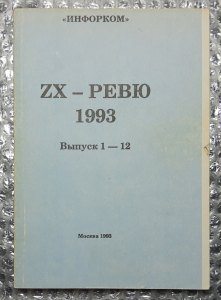 «ИНФОРКОМ»
ZX – РЕВЮ
1993
Выпуск 1 — 12
Москва 1993